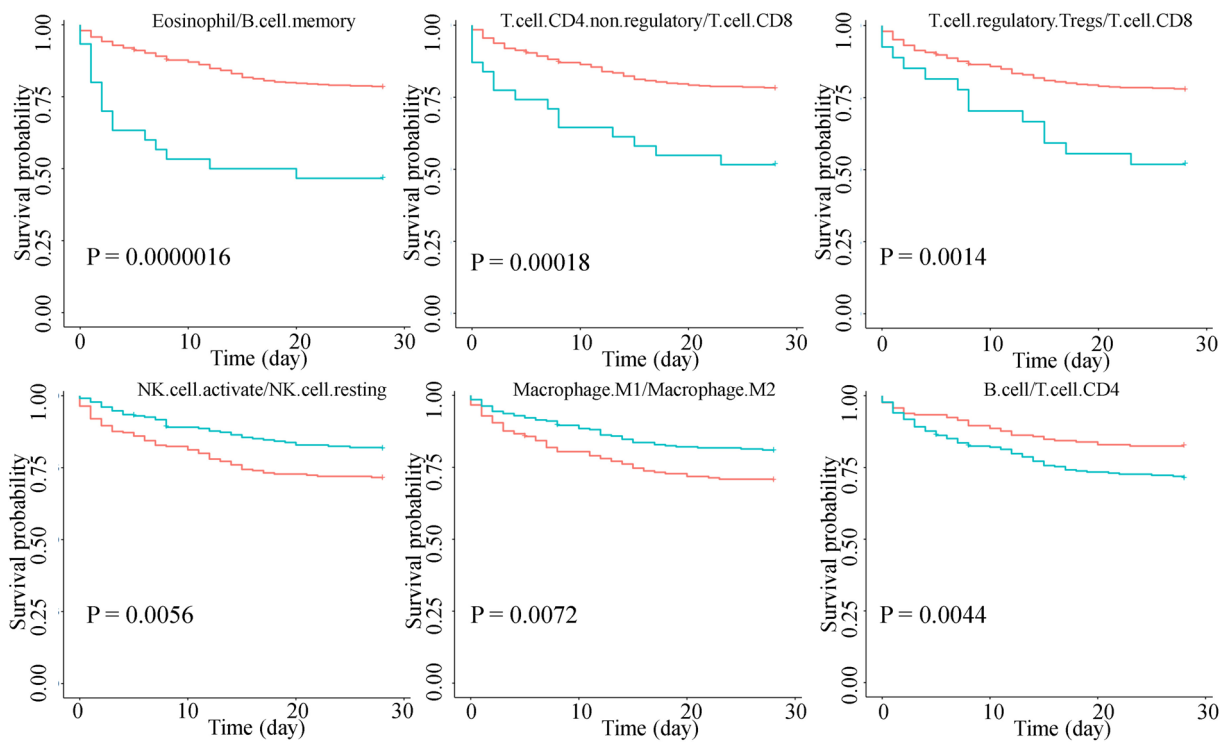 Eosinophil/B.cell.memory
Survival probability
1.00
0.75
0.50
0.25
0.00
P = 0.0000016
0 10 20 30
Time (day)
T.cell.CD4.non.regulatory/T.cell.CD8
Survival probability
1.00
0.75
0.50
0.25
0.00
P = 0.00018
0 10 20 30
Time (day)
T.cell.regulatory.Tregs/T.cell.CD8
Survival probability
1.00
0.75
0.50
0.25
0.00
P = 0.0014
0 10 20 30
Time (day)
NK.cell.activate/NK.cell.resting
Survival probability
1.00
0.75
0.50
0.25
0.00
P = 0.0056
0 10 20 30
Time (day)
Macrophage.M1/Macrophage.M2
Survival probability
1.00
0.75
0.50
0.25
0.00
P = 0.0072
0 10 20 30
Time (day)
B.cell/T.cell.CD4
Survival probability
1.00
0.75
0.50
0.25
0.00
P = 0.0044
0 10 20 30
Time (day)